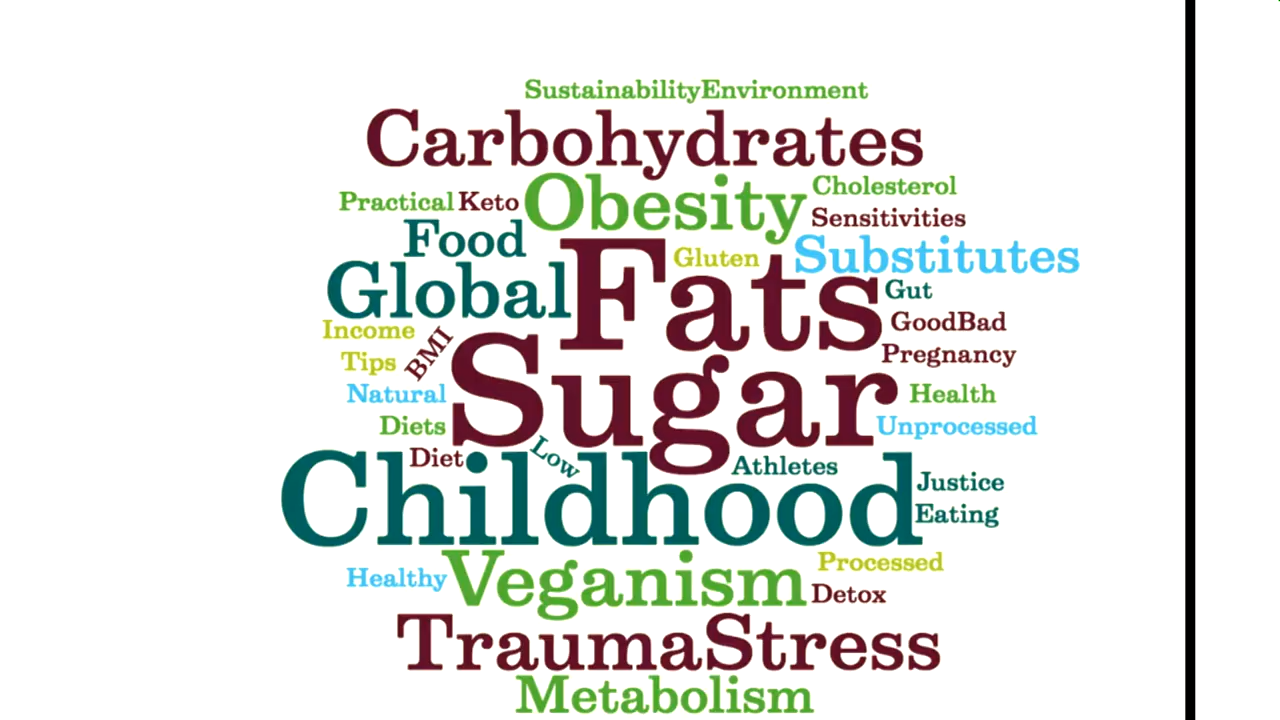 SustainabilityEnvironment
Carbohydrates
Practical Keto Obesity Cholesterol
Sensitivities
Food Gluten Substitutes
Global Fats Gut
GoodBad
Income
BMI
Pregnancy
Tips
Natural Sugar Health
Diets Unprocessed
Diet Low Athletes
Childhood Justice
Eating
Processed
Healthy Veganism Detox
TraumaStress
Metabolism